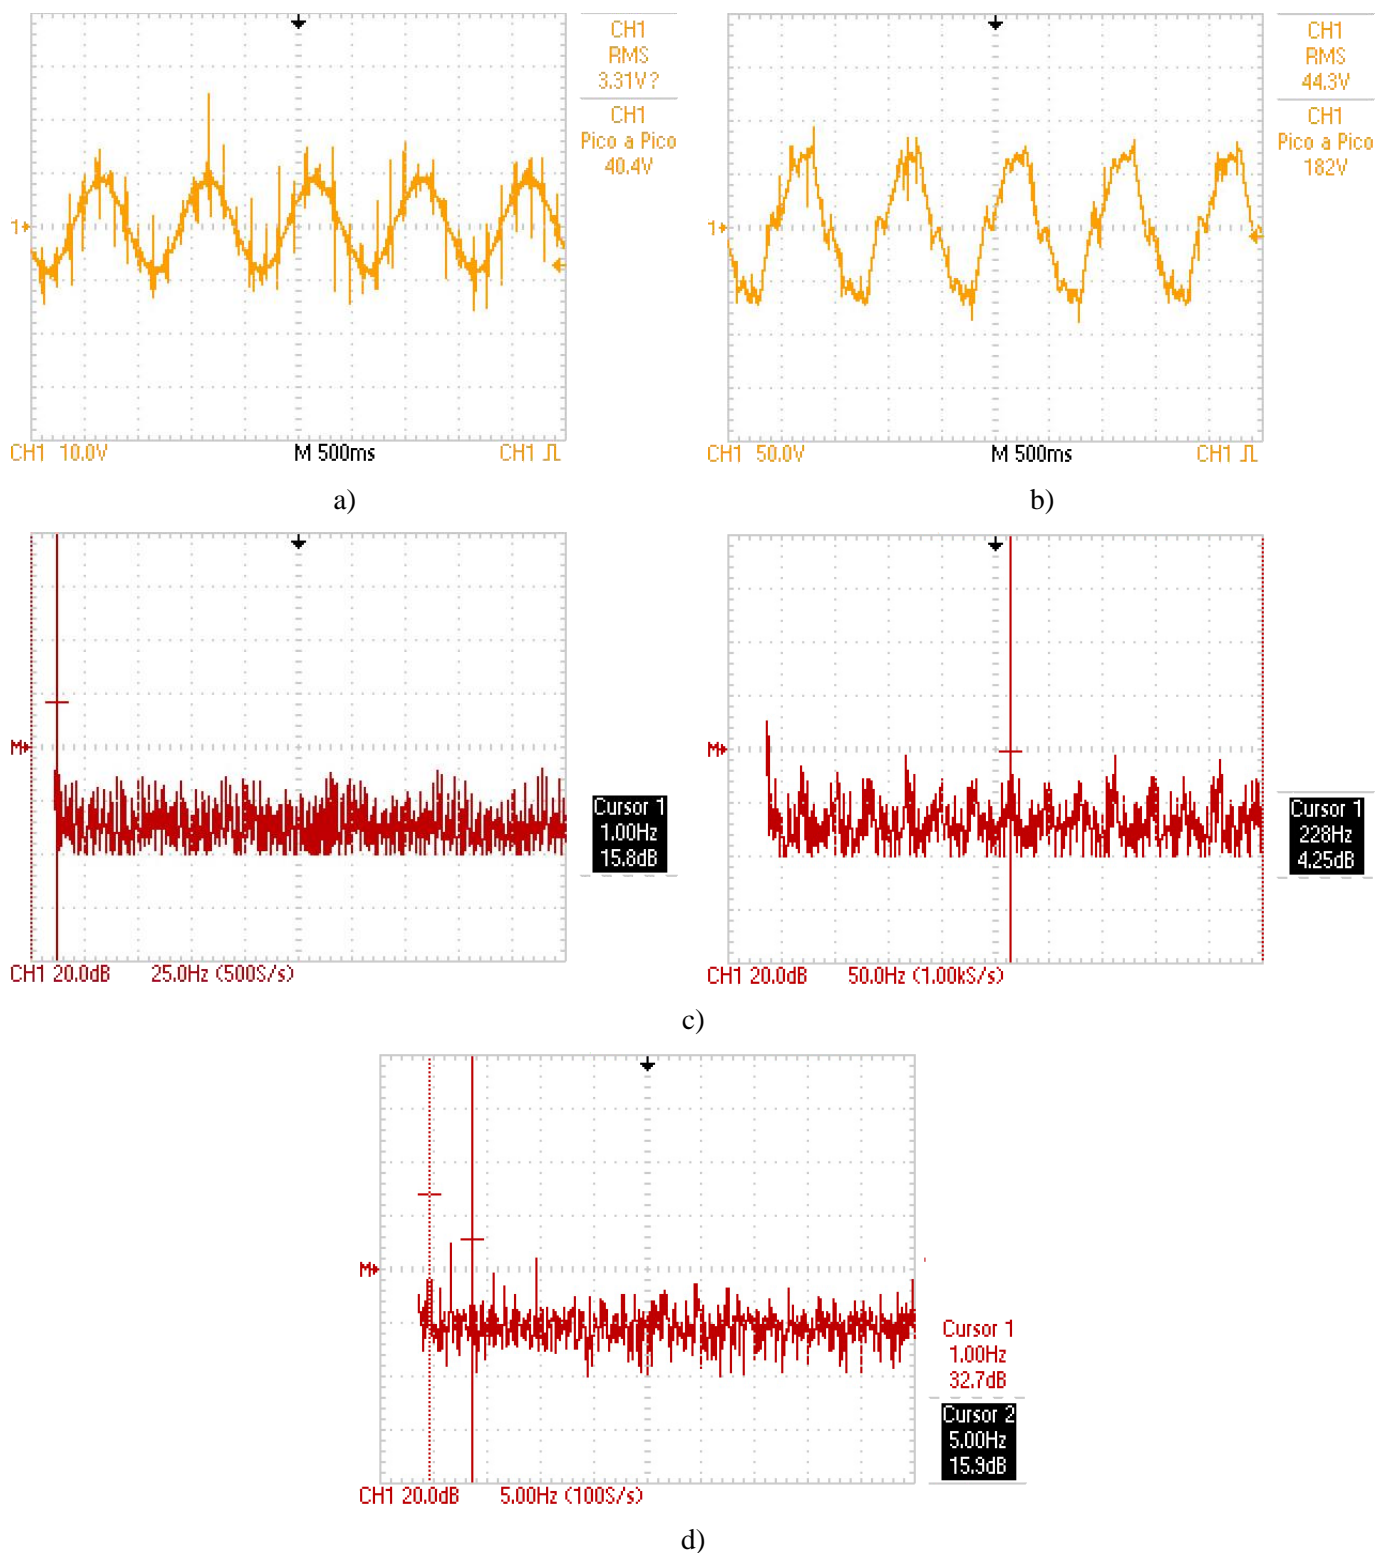 CH1
RMS
3.31V?
CH1
Pico a Pico
40.4V
1
CH1 10.0V M 500ms CH1
a)
CH1
RMS
44.3V
CH1
Pico a Pico
182V
1
CH1 50.0V M 500ms CH1
b)
M
Cursor 1
1.00Hz
15.8dB
CH1 20.0dB 25.0Hz (500S/s)
M
Cursor 1
228Hz
4.25dB
CH1 20.0dB 50.0Hz (1.00kS/s)
c)
M
Cursor 1
1.00Hz
32.7dB
Cursor 2
5.00Hz
15.9dB
CH1 20.0dB 5.00Hz (100S/s)
d)